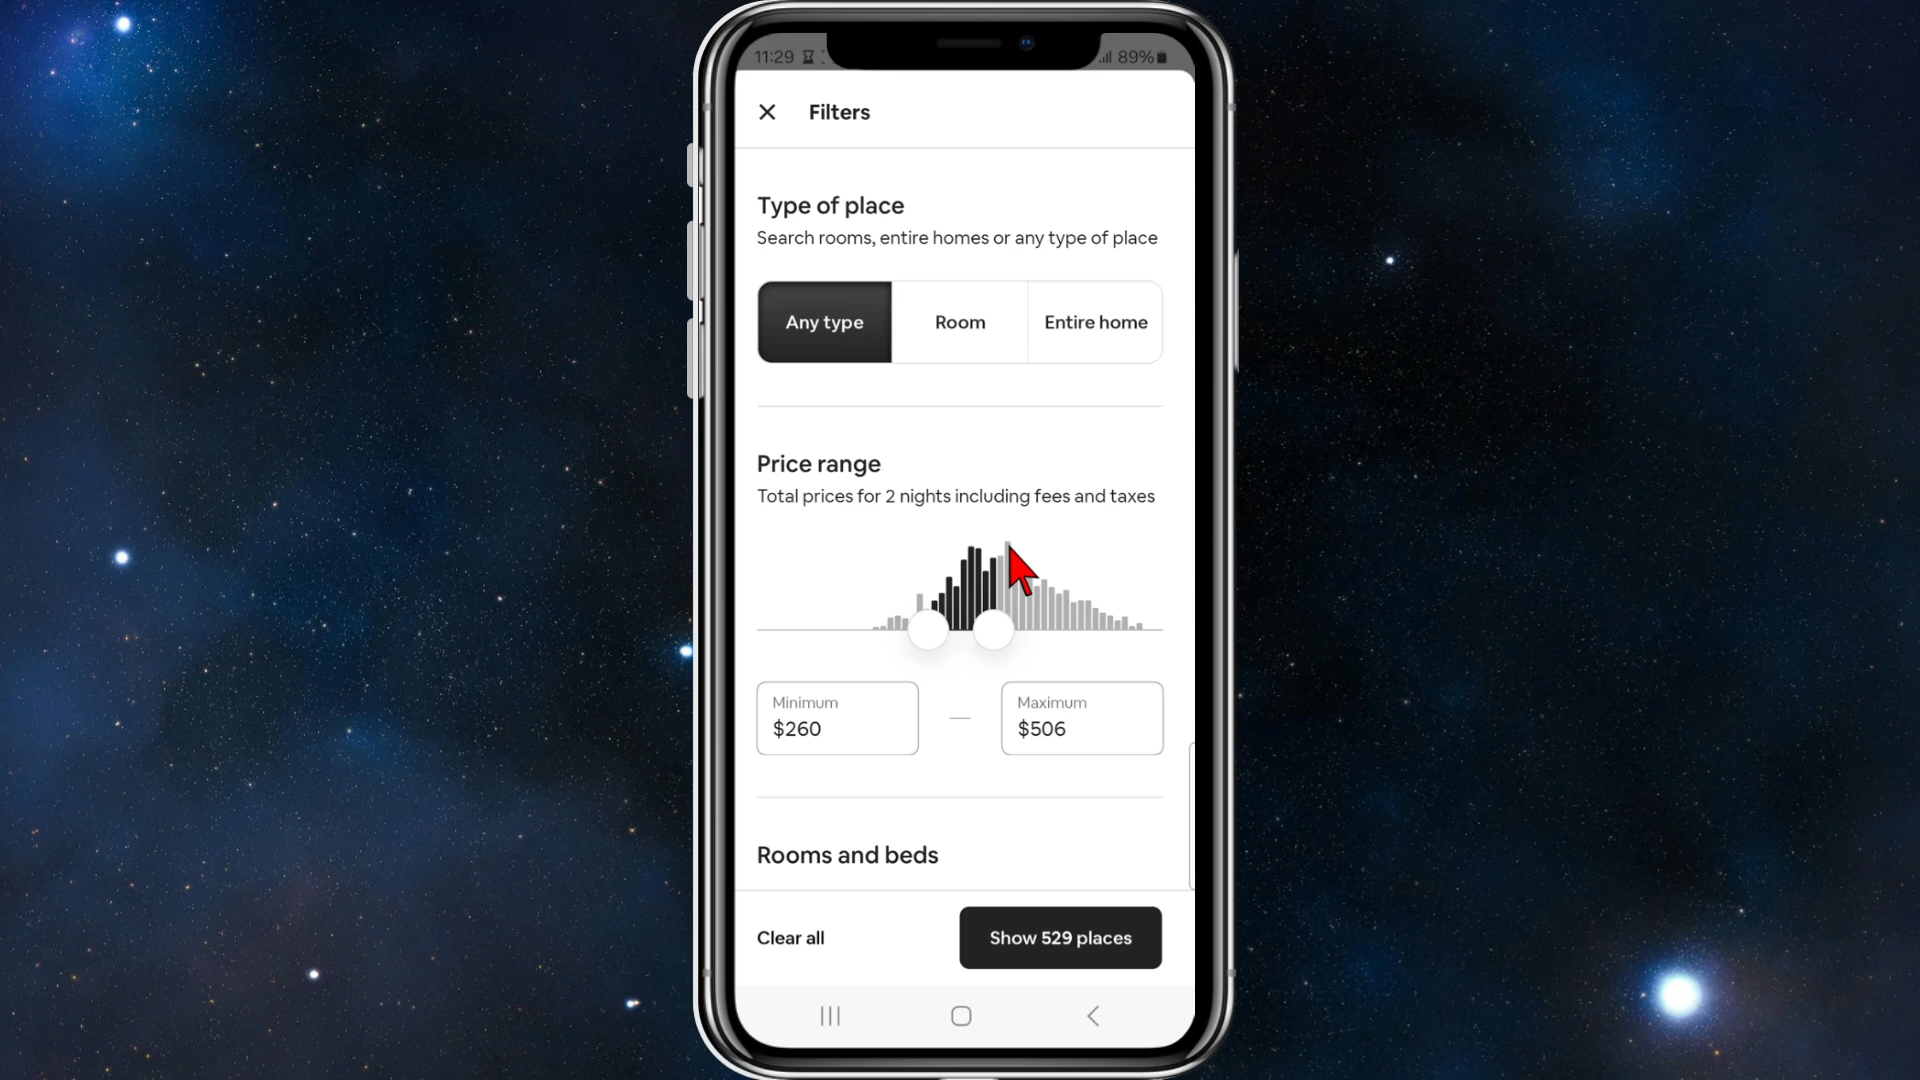 11:29
89%
Filters
Type of place
Search rooms, entire homes or any type of place
Any type
Room
Entire home
Price range
Total prices for 2 nights including fees and taxes
Minimum
$260
—
Maximum
$506
Rooms and beds
Clear all
Show 529 places